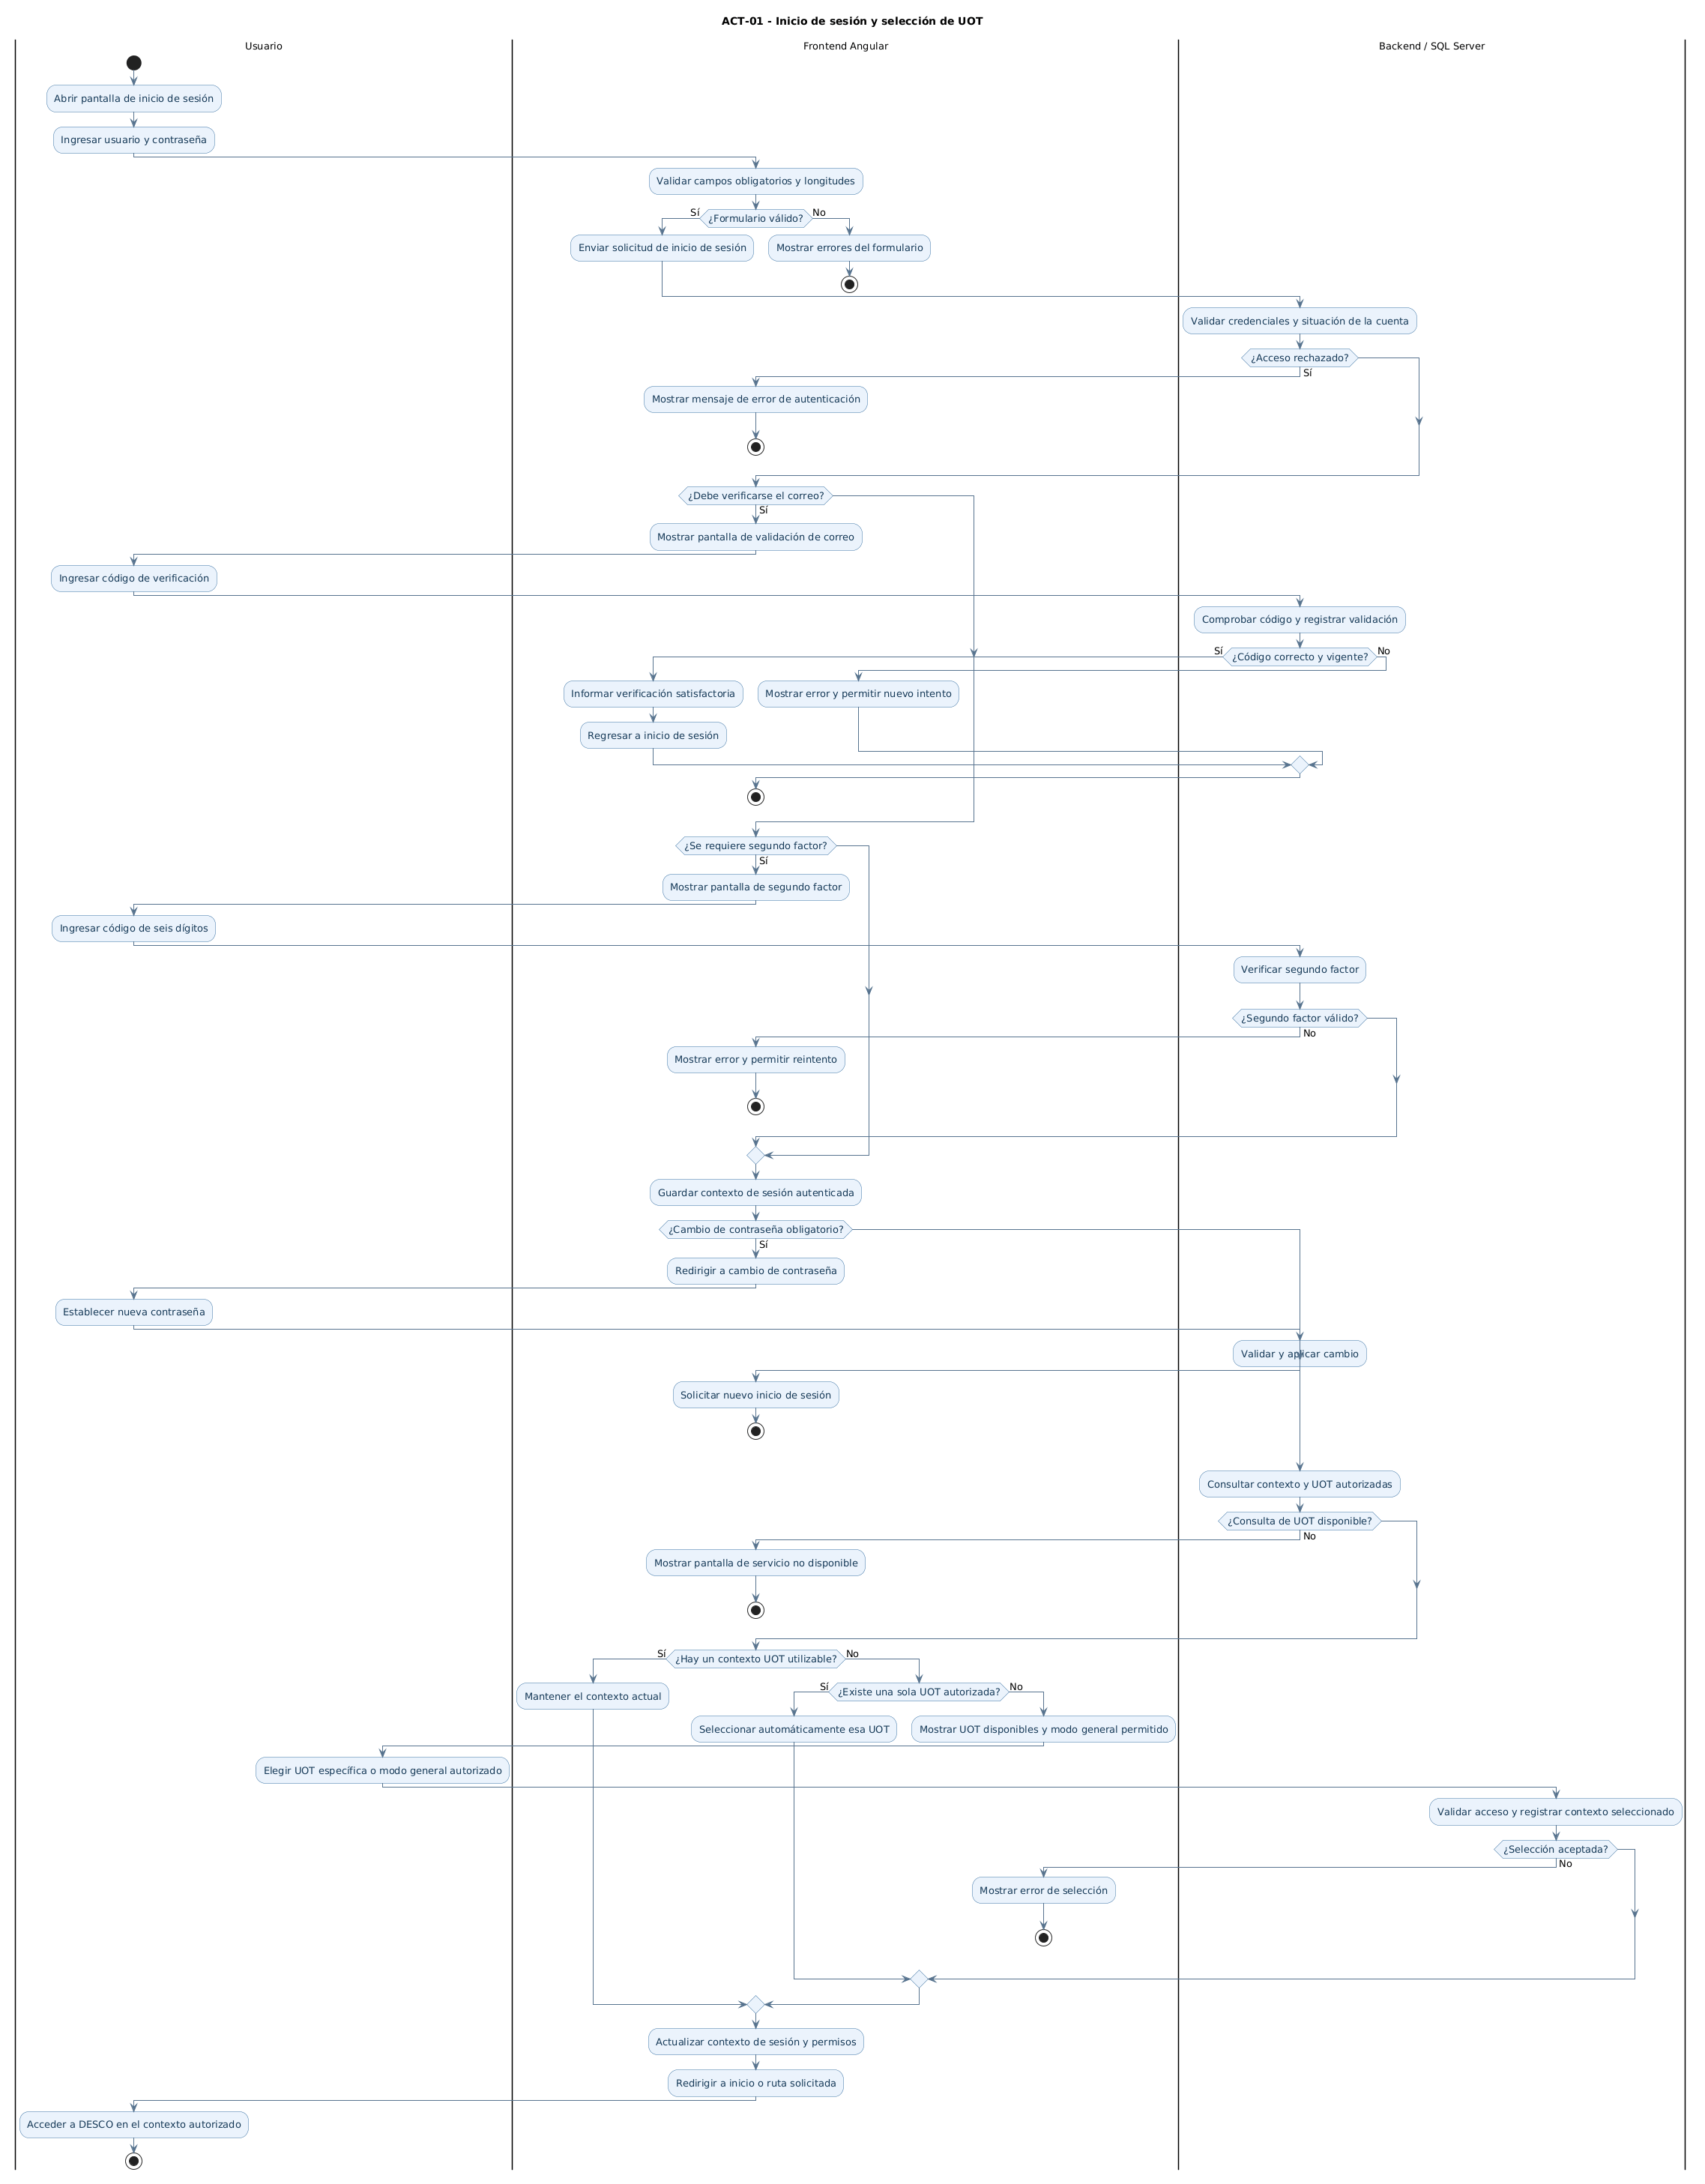 ACT-01 - Inicio de sesión y selección de UOT
Usuario
Frontend Angular
Backend / SQL Server
Abrir pantalla de inicio de sesión
Ingresar usuario y contraseña
Validar campos obligatorios y longitudes
Sí
¿Formulario válido?
No
Enviar solicitud de inicio de sesión
Mostrar errores del formulario
Validar credenciales y situación de la cuenta
¿Acceso rechazado?
Sí
Mostrar mensaje de error de autenticación
¿Debe verificarse el correo?
Sí
Mostrar pantalla de validación de correo
Ingresar código de verificación
Comprobar código y registrar validación
Sí
¿Código correcto y vigente?
No
Informar verificación satisfactoria
Mostrar error y permitir nuevo intento
Regresar a inicio de sesión
¿Se requiere segundo factor?
Sí
Mostrar pantalla de segundo factor
Ingresar código de seis dígitos
Verificar segundo factor
¿Segundo factor válido?
No
Mostrar error y permitir reintento
Guardar contexto de sesión autenticada
¿Cambio de contraseña obligatorio?
Sí
Redirigir a cambio de contraseña
Establecer nueva contraseña
Validar y aplicar cambio
Solicitar nuevo inicio de sesión
Consultar contexto y UOT autorizadas
¿Consulta de UOT disponible?
No
Mostrar pantalla de servicio no disponible
Sí
¿Hay un contexto UOT utilizable?
No
Mantener el contexto actual
Sí
¿Existe una sola UOT autorizada?
No
Seleccionar automáticamente esa UOT
Mostrar UOT disponibles y modo general permitido
Elegir UOT específica o modo general autorizado
Validar acceso y registrar contexto seleccionado
¿Selección aceptada?
No
Mostrar error de selección
Actualizar contexto de sesión y permisos
Redirigir a inicio o ruta solicitada
Acceder a DESCO en el contexto autorizado